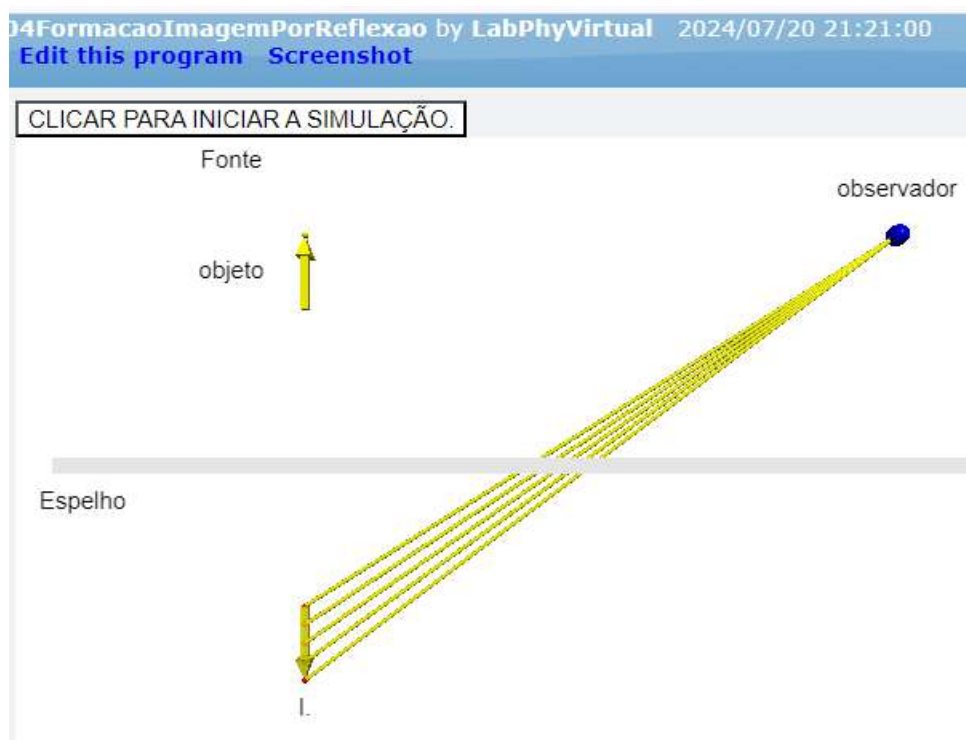 04FormacaoImagemPorReflexao by LabPhyVirtual 2024/07/20 21:21:00
Edit this program Screenshot
CLICAR PARA INICIAR A SIMULAÇÃO.
Fonte
observador
objeto
Espelho
I.